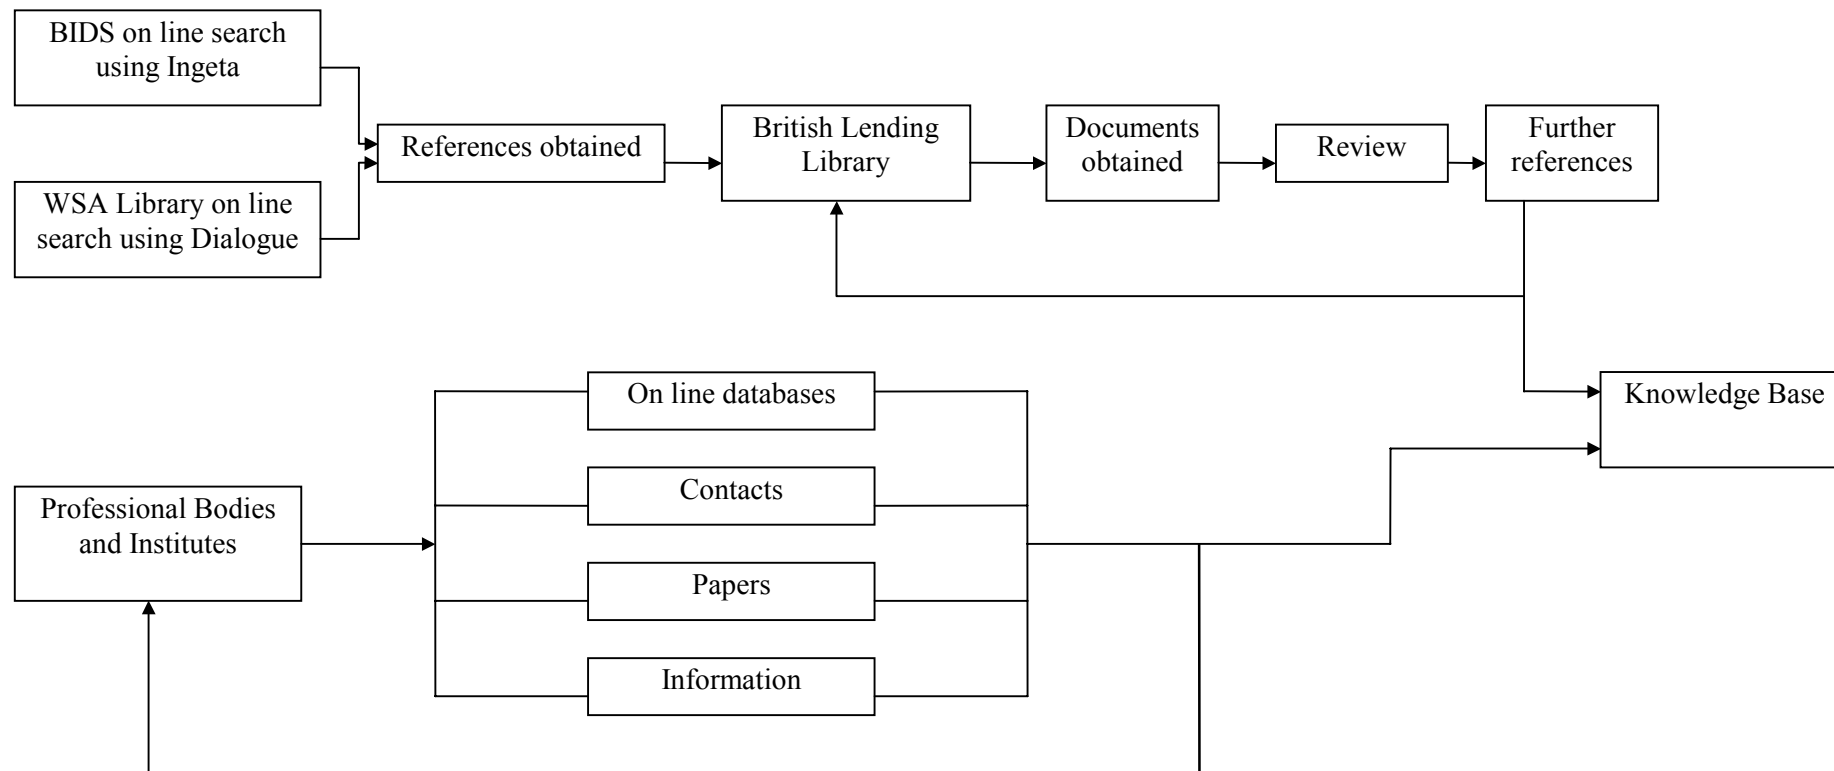 BIDS on line search
using Ingeta
WSA Library on line
search using Dialogue
References obtained
British Lending
Library
Documents
obtained
Review
Further
references
On line databases
Knowledge Base
Contacts
Professional Bodies
and Institutes
Papers
Information